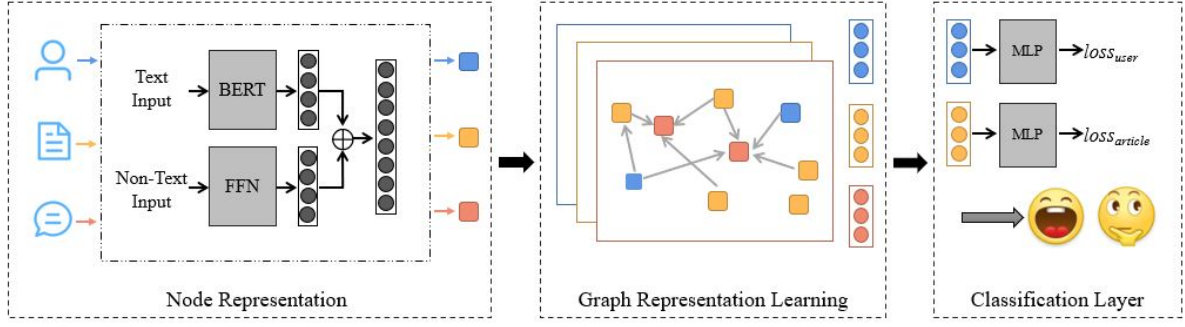 Text
Input
BERT
Non-Text
Input
FFN
Node Representation
Graph Representation Learning
MLP
loss_user
MLP
loss_article
Classification Layer